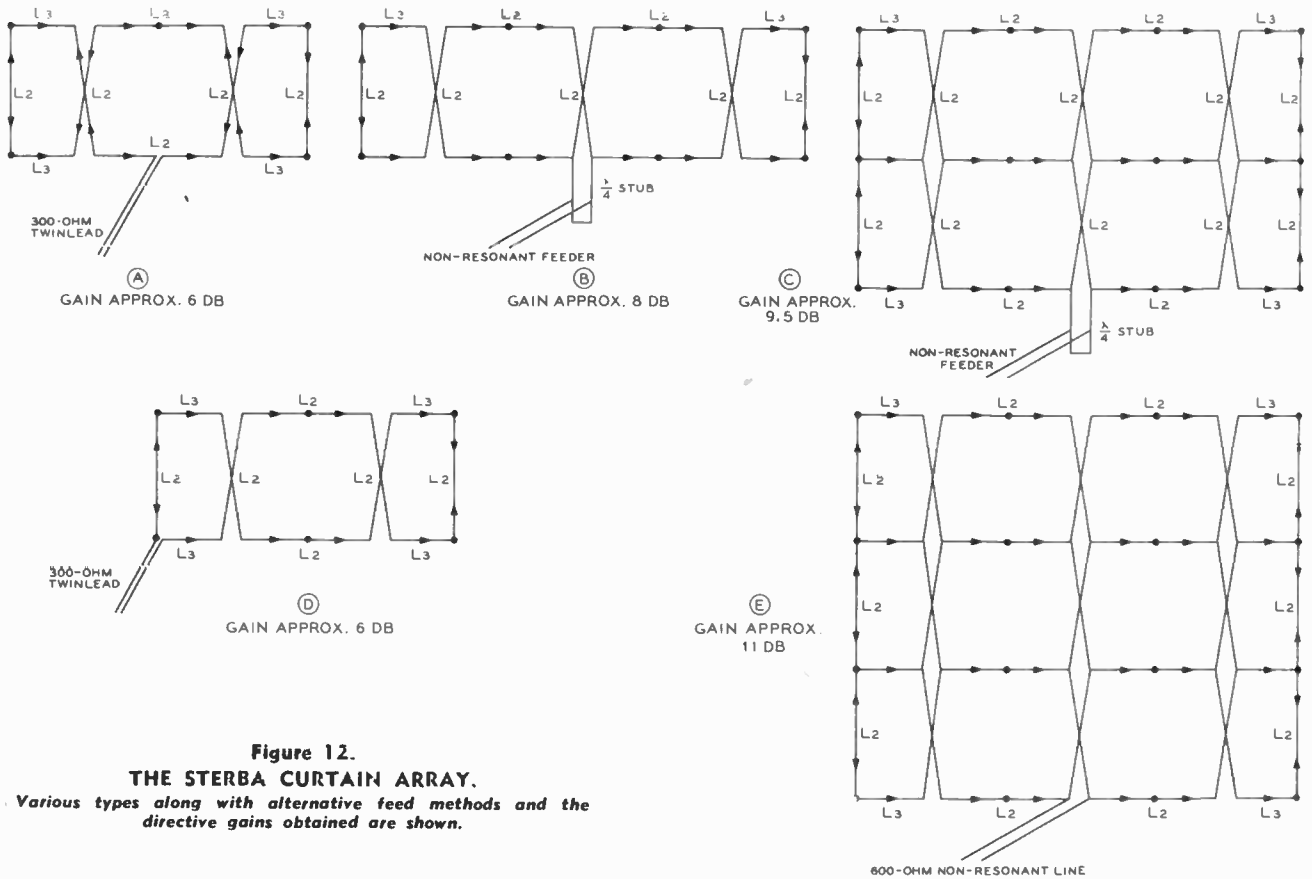 L3 L2 L3
L2 L2 L2 L2
L2
L3 L3
300-OHM
TWINLEAD
A
GAIN APPROX. 6 DB
L3 L2 L2 L3
L2 L2 L2 L2 L2
λ/4 STUB
NON-RESONANT FEEDER
B
GAIN APPROX. 8 DB
L3 L2 L2 L3
L2 L2 L2 L2 L2
L2 L2 L2 L2 L2
L3 L2 L2 L3
λ/4 STUB
NON-RESONANT
FEEDER
C
GAIN APPROX.
9.5 DB
L3 L2 L3
L2 L2 L2 L2
L3 L2 L3
300-OHM
TWINLEAD
D
GAIN APPROX. 6 DB
L3 L2 L2 L3
L2 L2
L2 L2
L2 L2
L3 L2 L2 L3
600-OHM NON-RESONANT LINE
E
GAIN APPROX.
11 DB
Figure 12.
THE STERBA CURTAIN ARRAY.
Various types along with alternative feed methods and the
directive gains obtained are shown.